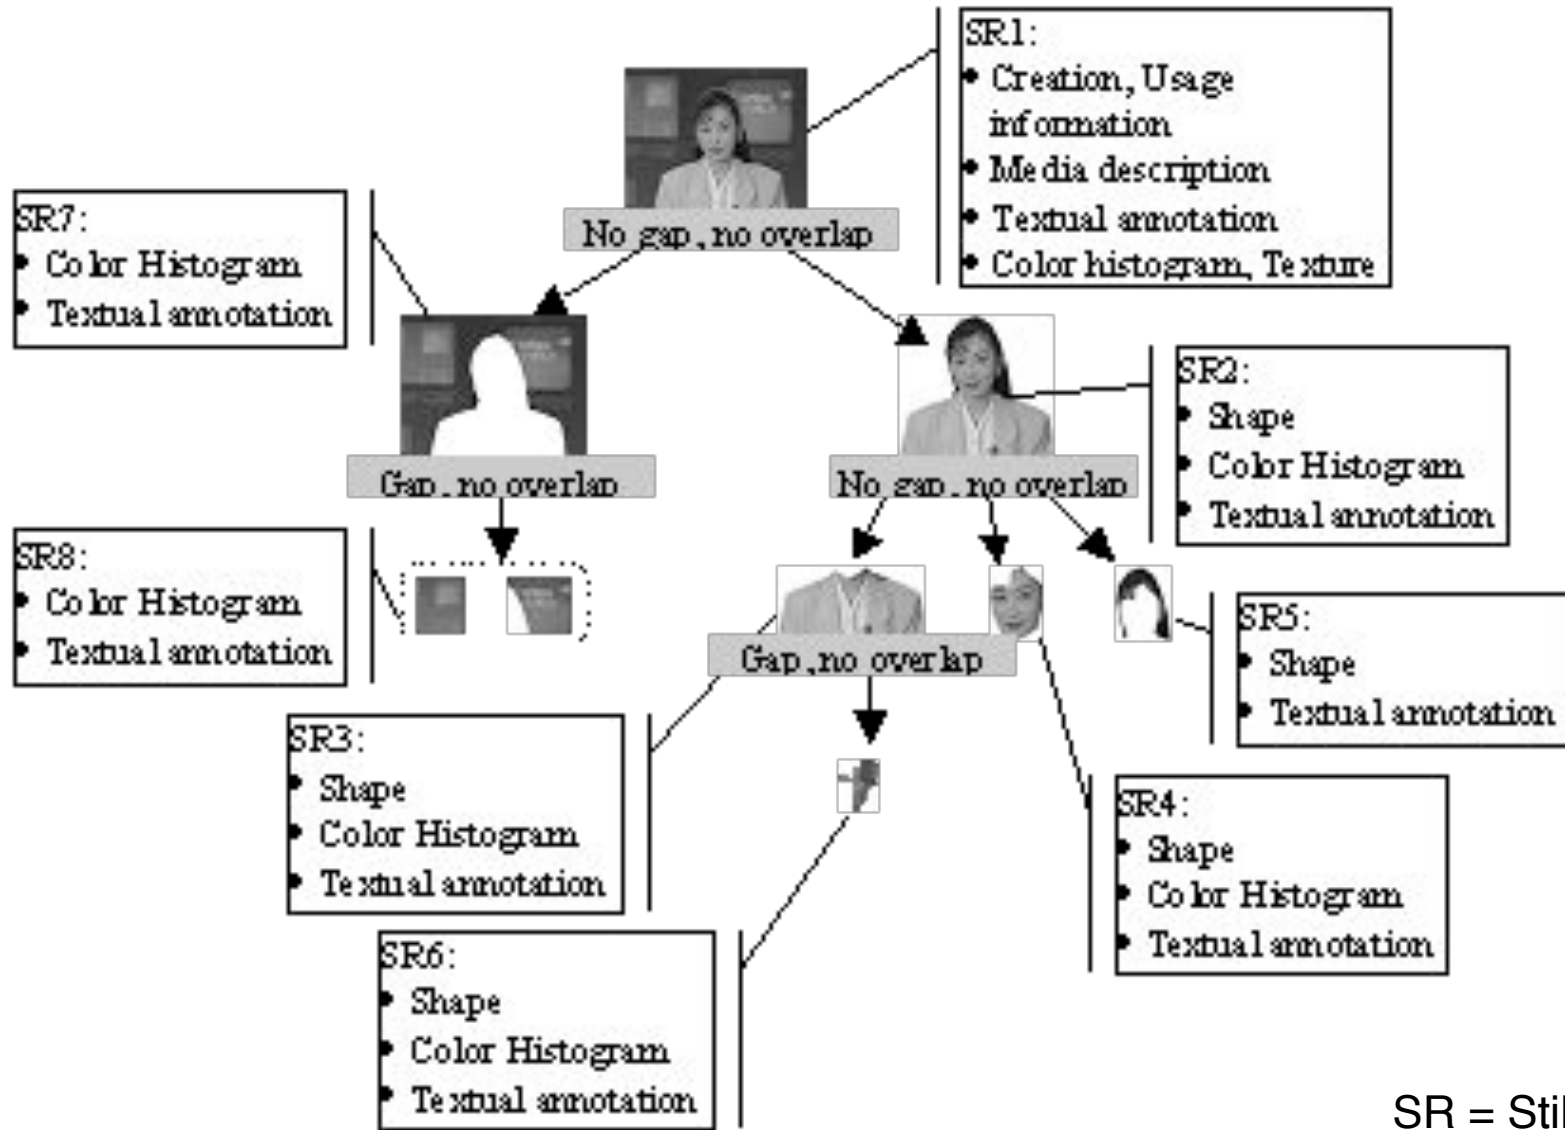 SR1:
• Creation, Usage
information
• Media description
• Textual annotation
• Color histogram, Texture
No gap, no overlap
SR7:
• Color Histogram
• Textual annotation
SR2:
• Shape
• Color Histogram
• Textual annotation
Gap, no overlap
No gap, no overlap
SR8:
• Color Histogram
• Textual annotation
SR5:
• Shape
• Textual annotation
Gap, no overlap
SR3:
• Shape
• Color Histogram
• Textual annotation
SR4:
• Shape
• Color Histogram
• Textual annotation
SR6:
• Shape
• Color Histogram
• Textual annotation
SR = Stil